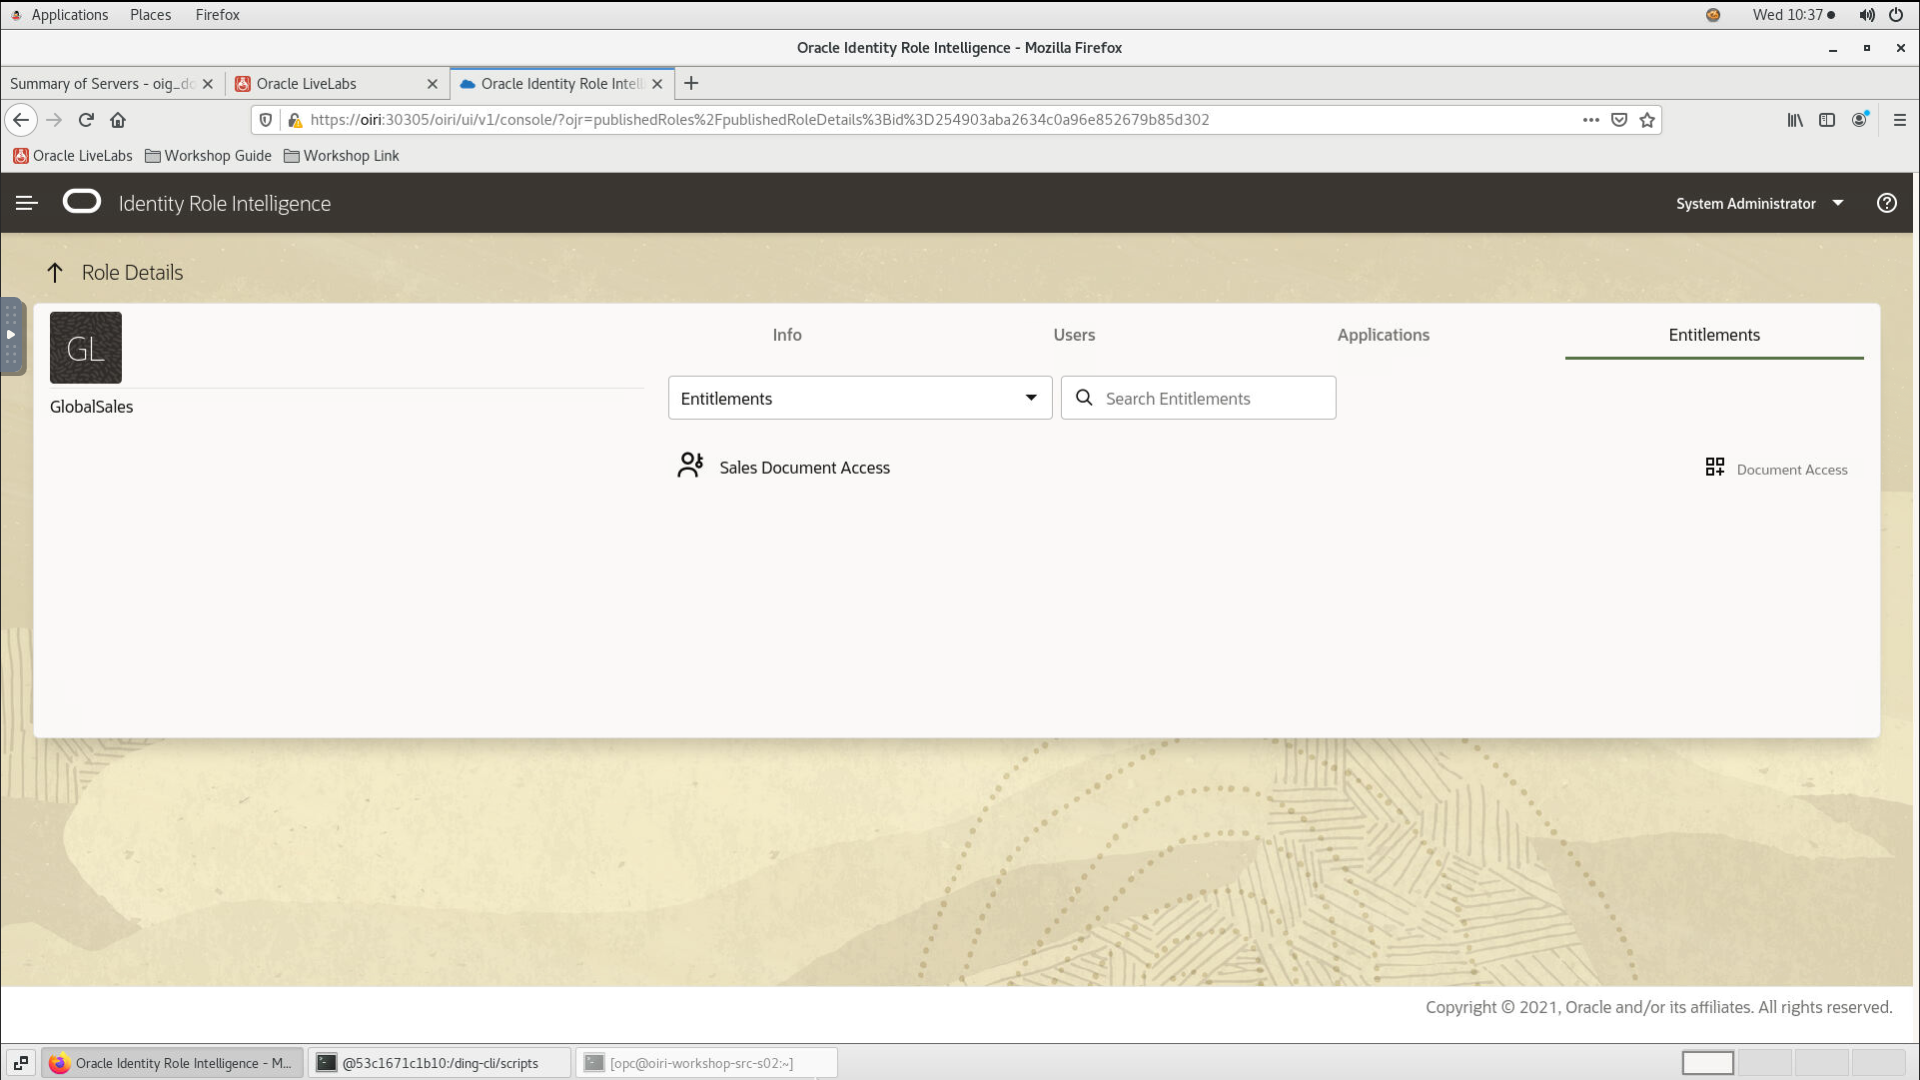 Applications Places Firefox Wed 10:37
Oracle Identity Role Intelligence - Mozilla Firefox
Summary of Servers - oig_do Oracle LiveLabs Oracle Identity Role Intell
https://oiri:30305/oiri/ui/v1/console/?ojr=publishedRoles%2FpublishedRoleDetails%3Bid%3D254903aba2634c0a96e852679b85d302
Oracle LiveLabs Workshop Guide Workshop Link
Identity Role Intelligence System Administrator
Role Details
GL
Info Users Applications Entitlements
Entitlements Search Entitlements
GlobalSales
Sales Document Access Document Access
Copyright © 2021, Oracle and/or its affiliates. All rights reserved.
Oracle Identity Role Intelligence - M... @53c1671c1b10:/ding-cli/scripts [opc@oiri-workshop-src-s02:~]